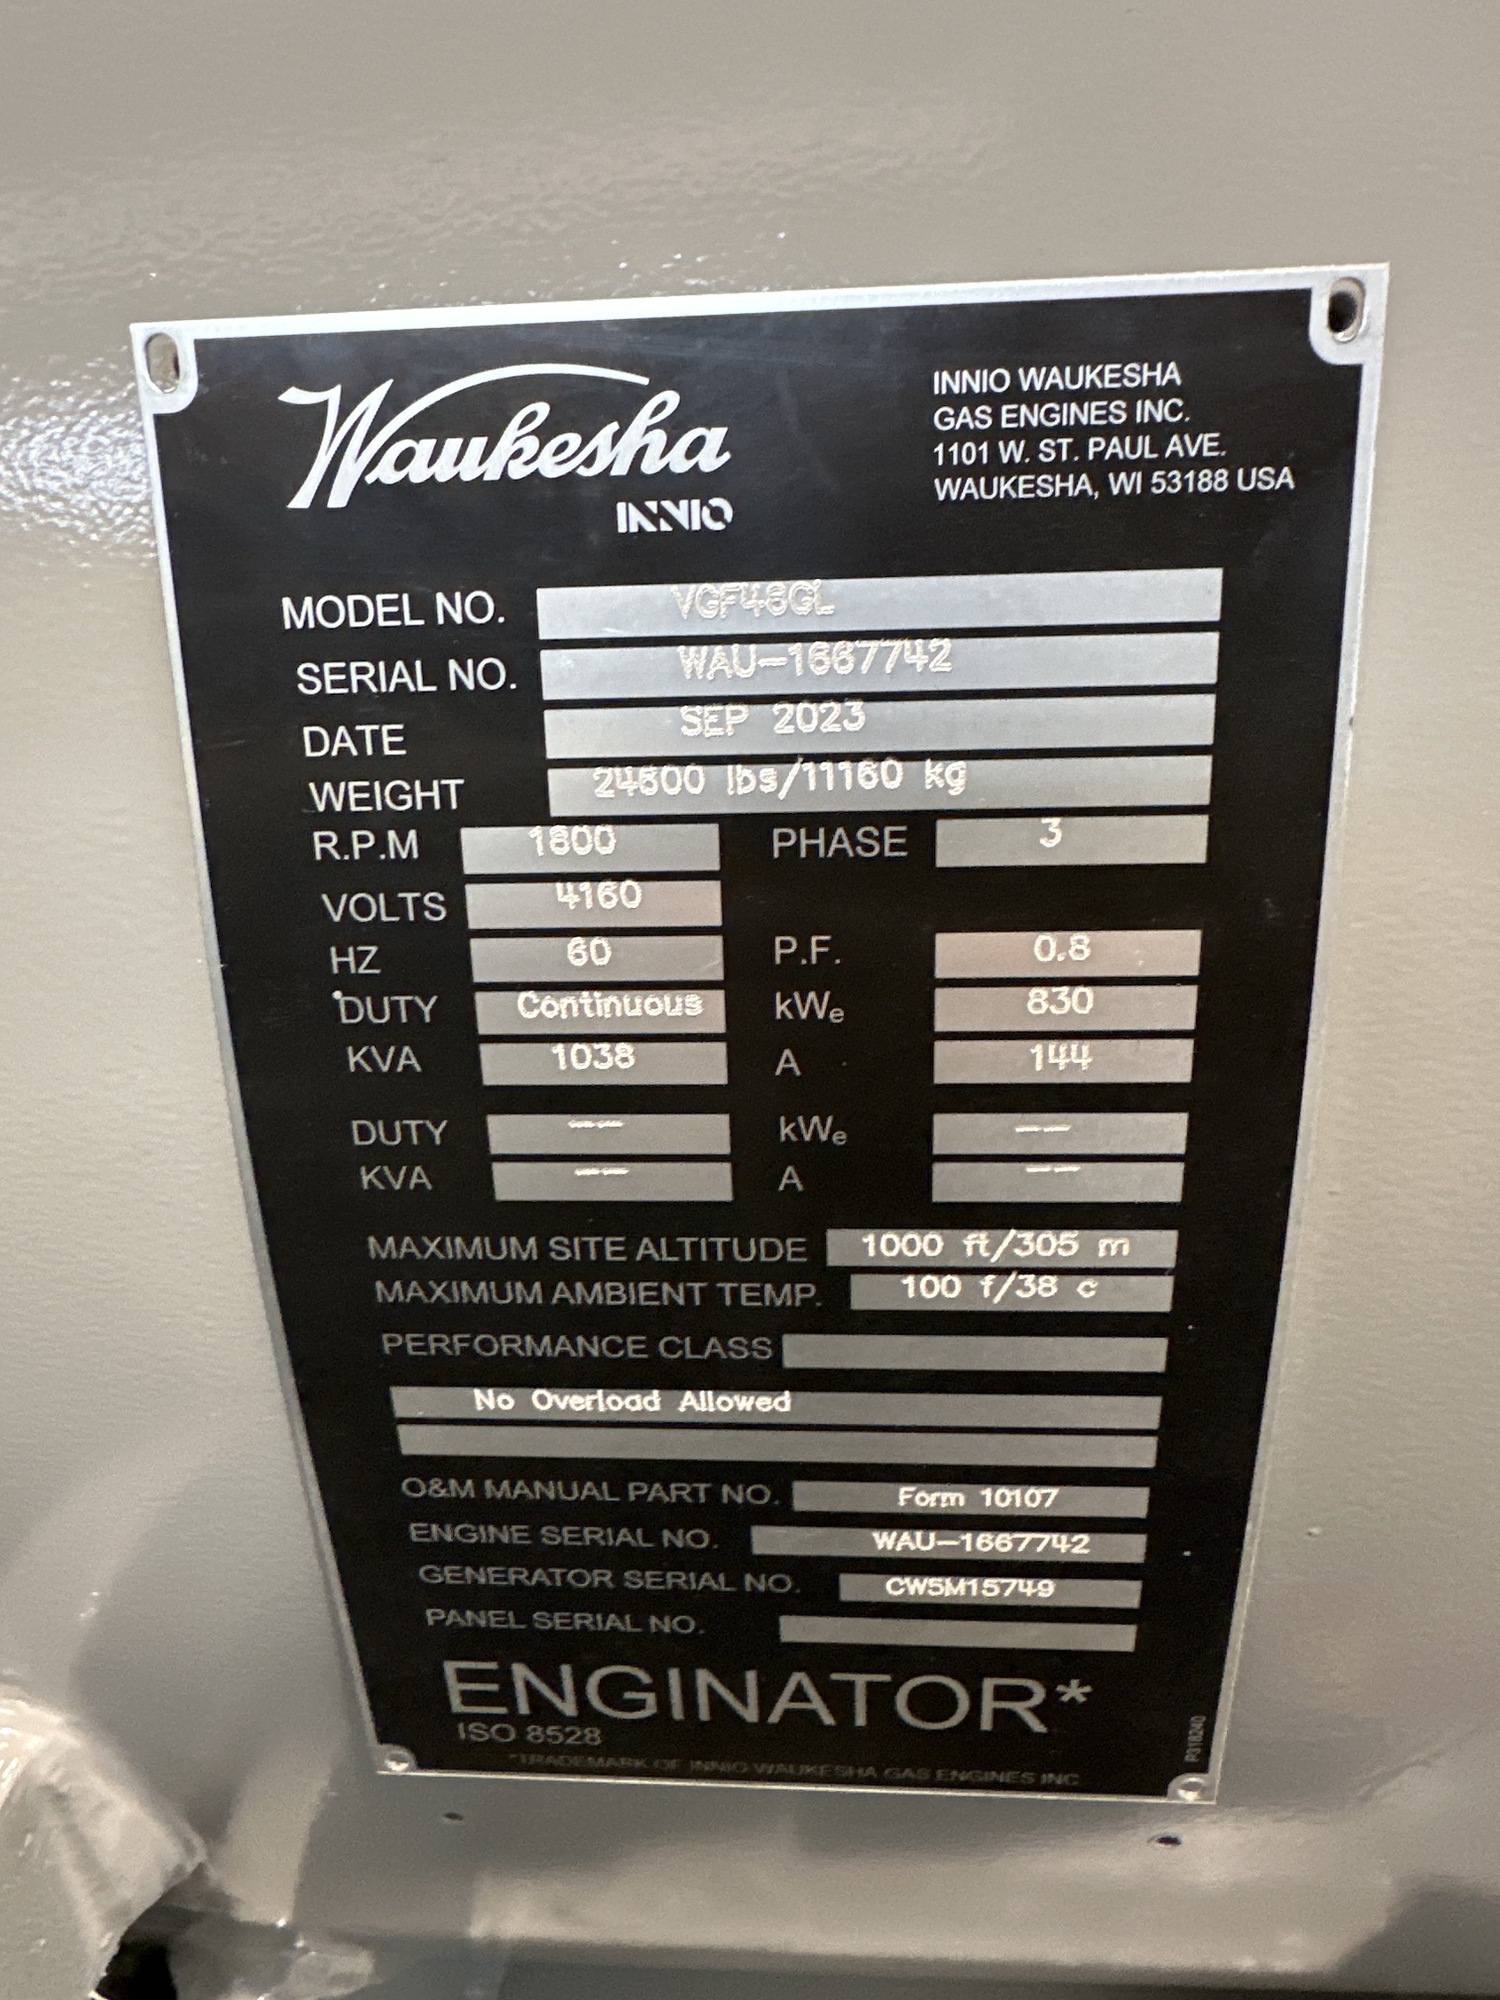 Waukesha
INNIO
INNIO WAUKESHA
GAS ENGINES INC.
1101 W. ST. PAUL AVE.
WAUKESHA, WI 53188 USA
MODEL NO. VGF48GL
SERIAL NO. WAU-1667742
DATE SEP 2023
WEIGHT 24600 lbs/11160 kg
R.P.M 1800 PHASE 3
VOLTS 4160
HZ 60 P.F. 0.8
DUTY Continuous kWe 830
KVA 1038 A 144
DUTY -- kWe --
KVA -- A --
MAXIMUM SITE ALTITUDE 1000 ft/305 m
MAXIMUM AMBIENT TEMP. 100 f/38 c
PERFORMANCE CLASS
No Overload Allowed
O&M MANUAL PART NO. Form 10107
ENGINE SERIAL NO. WAU-1667742
GENERATOR SERIAL NO. CW5M15749
PANEL SERIAL NO.
ENGINATOR*
ISO 8528
P318240
*TRADEMARK OF INNIO WAUKESHA GAS ENGINES INC